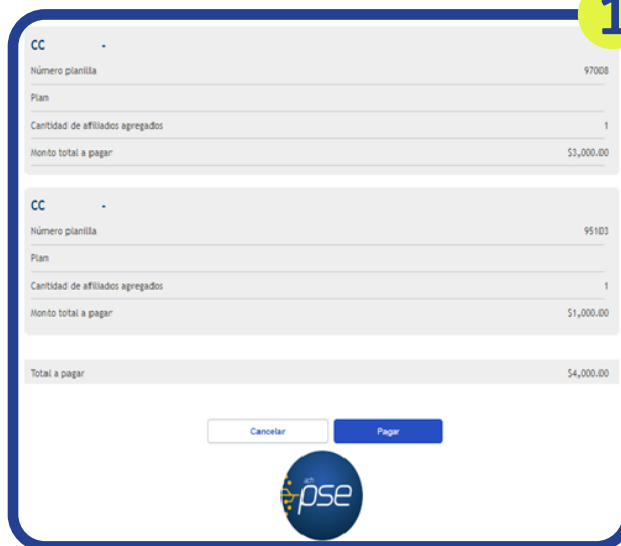 1
CC -
Número planilla 97008
Plan
Cantidad de afiliados agregados 1
Monto total a pagar $3,000.00
CC -
Número planilla 95103
Plan
Cantidad de afiliados agregados 1
Monto total a pagar $1,000.00
Total a pagar $4,000.00
Cancelar Pagar
ach
pse